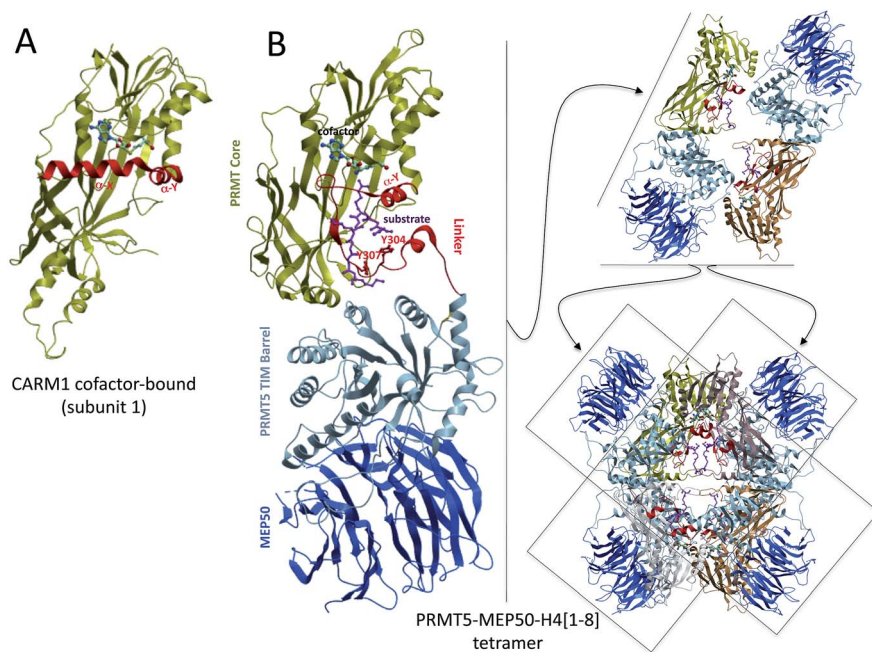 A
α-X
α-Y
CARM1 cofactor-bound
(subunit 1)
B
PRMT Core
cofactor
α-Y
substrate
Y304
Y307
Linker
PRMT5 TIM Barrel
MEP50
PRMT5-MEP50-H4[1-8]
tetramer